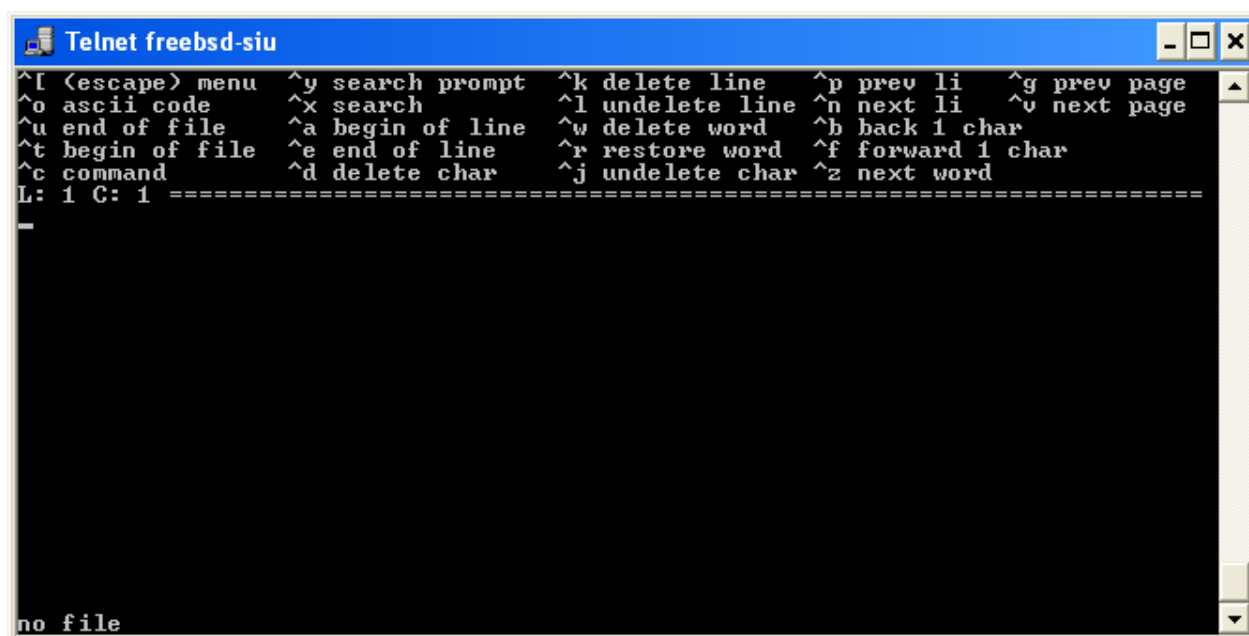 Telnet freebsd-siu
^[ (escape) menu  ^y search prompt  ^k delete line   ^p prev li   ^g prev page
^o ascii code     ^x search         ^l undelete line ^n next li   ^v next page
^u end of file    ^a begin of line  ^w delete word   ^b back 1 char
^t begin of file  ^e end of line    ^r restore word  ^f forward 1 char
^c command        ^d delete char    ^j undelete char ^z next word
L: 1 C: 1 =====================================================================
no file